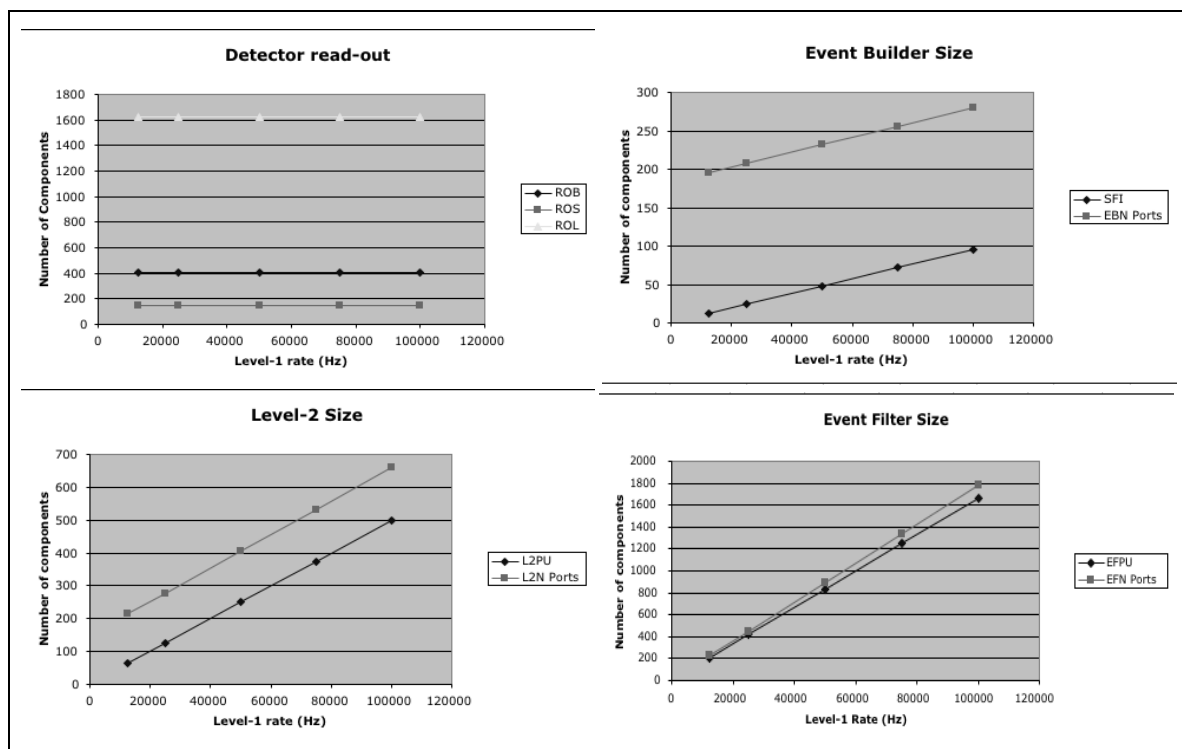 Detector read-out
Number of Components
1800
1600
1400
1200
1000
800
600
400
200
0
0 20000 40000 60000 80000 100000 120000
Level-1 rate (Hz)
ROB
ROS
ROL
Event Builder Size
Number of components
300
250
200
150
100
50
0
0 20000 40000 60000 80000 100000 120000
Level-1 rate (Hz)
SFI
EBN Ports
Level-2 Size
Number of components
700
600
500
400
300
200
100
0
0 20000 40000 60000 80000 100000 120000
Level-1 rate (Hz)
L2PU
L2N Ports
Event Filter Size
Number of components
2000
1800
1600
1400
1200
1000
800
600
400
200
0
0 20000 40000 60000 80000 100000 120000
Level-1 Rate (Hz)
EFPU
EFN Ports